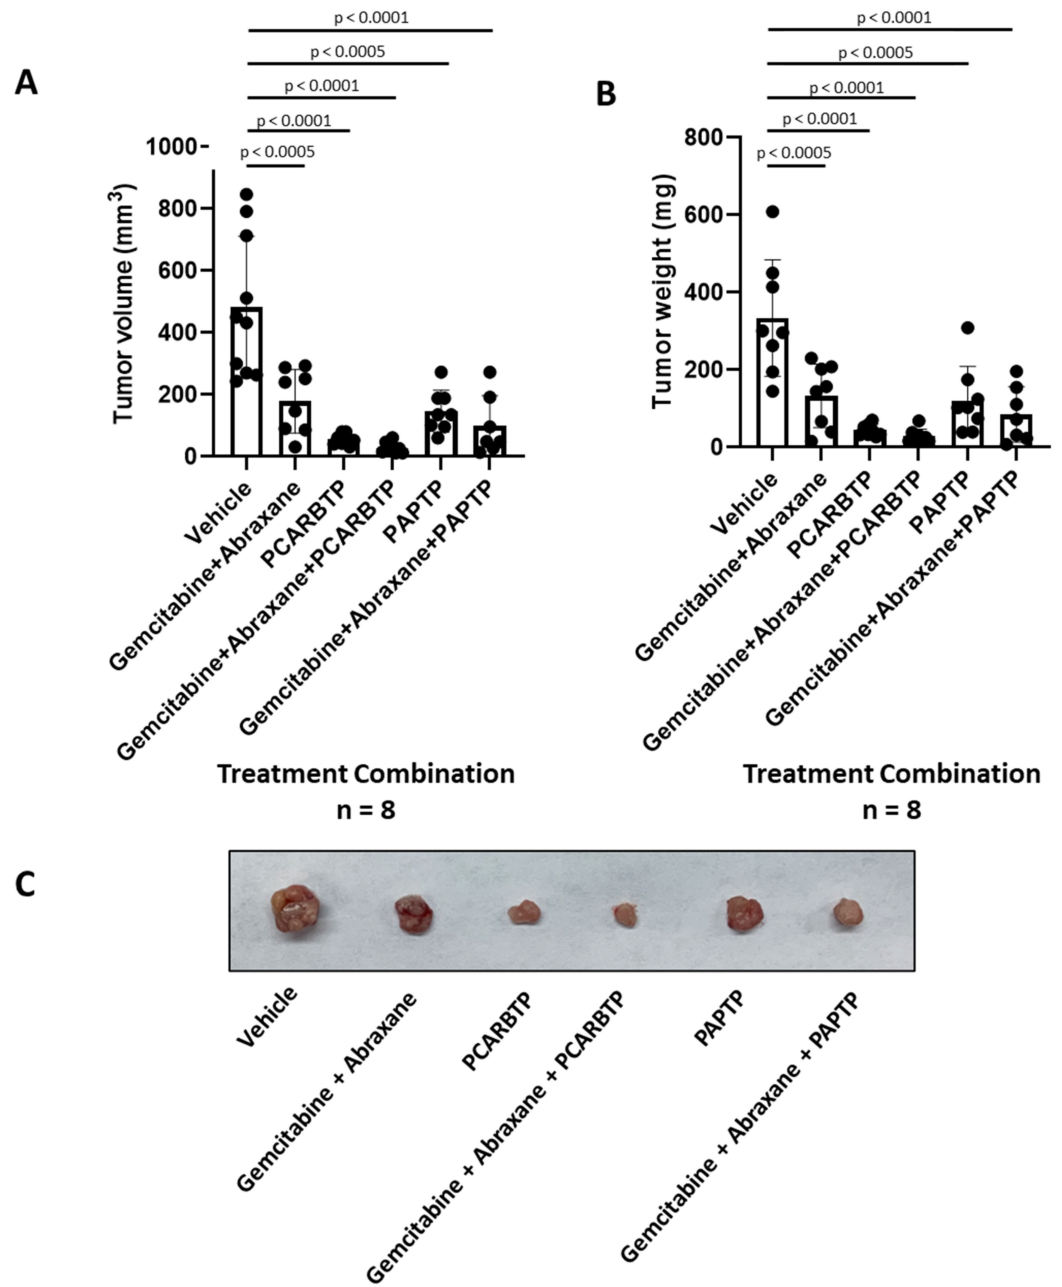 A
p < 0.0001
p < 0.0005
p < 0.0001
p < 0.0001
p < 0.0005
Tumor volume (mm³)
1000
800
600
400
200
0
Vehicle
Gemcitabine+Abraxane
PCARBTP
Gemcitabine+Abraxane+PCARBTP
PAPTP
Gemcitabine+Abraxane+PAPTP
Treatment Combination
n = 8
B
p < 0.0001
p < 0.0005
p < 0.0001
p < 0.0001
p < 0.0005
Tumor weight (mg)
800
600
400
200
0
Vehicle
Gemcitabine+Abraxane
PCARBTP
Gemcitabine+Abraxane+PCARBTP
PAPTP
Gemcitabine+Abraxane+PAPTP
Treatment Combination
n = 8
C
Vehicle
Gemcitabine + Abraxane
PCARBTP
Gemcitabine + Abraxane + PCARBTP
PAPTP
Gemcitabine + Abraxane + PAPTP